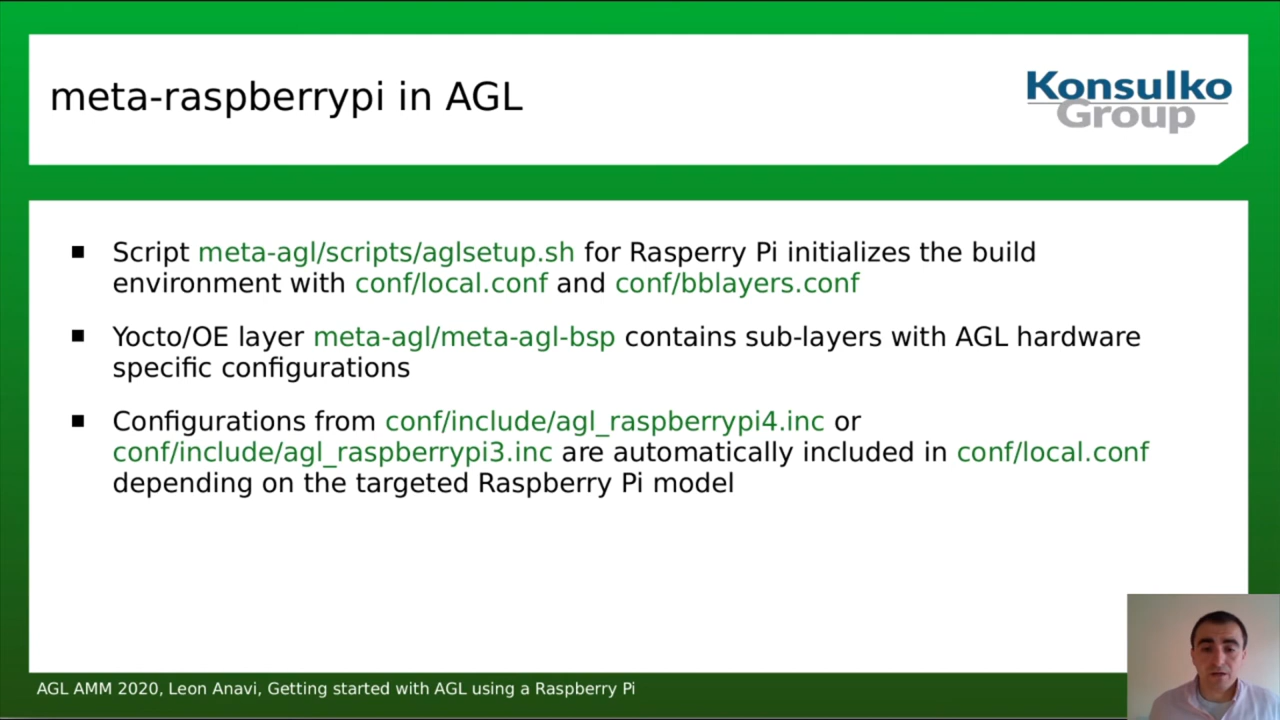 meta-raspberrypi in AGL
Konsulko
Group
Script meta-agl/scripts/aglsetup.sh for Rasperry Pi initializes the build
environment with conf/local.conf and conf/bblayers.conf
Yocto/OE layer meta-agl/meta-agl-bsp contains sub-layers with AGL hardware
specific configurations
Configurations from conf/include/agl_raspberrypi4.inc or
conf/include/agl_raspberrypi3.inc are automatically included in conf/local.conf
depending on the targeted Raspberry Pi model
AGL AMM 2020, Leon Anavi, Getting started with AGL using a Raspberry Pi